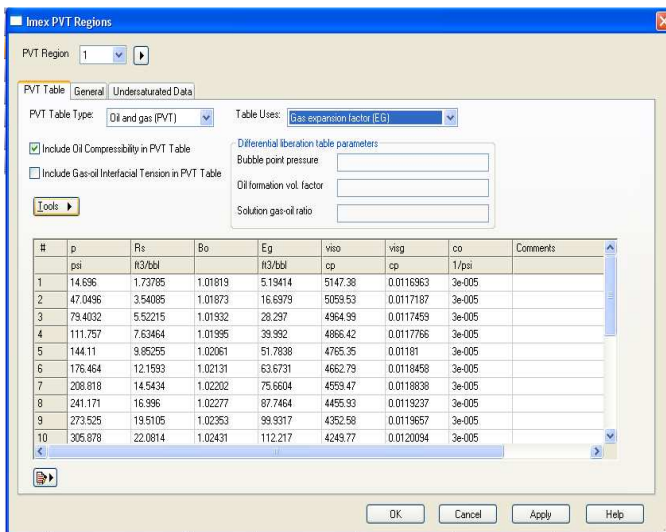 Imex PVT Regions
PVT Region 1
PVT Table General Undersaturated Data
PVT Table Type: Oil and gas (PVT) Table Uses: Gas expansion factor (EG)
Include Oil Compressibility in PVT Table
Include Gas-oil Interfacial Tension in PVT Table
Tools
Differential liberation table parameters
Bubble point pressure
Oil formation vol. factor
Solution gas-oil ratio
# p Rs Bo Eg viso visg co Comments
psi ft3/bbl ft3/bbl cp cp 1/psi
1 14.696 1.73785 1.01819 5.19414 5147.38 0.0116963 3e-005
2 47.0496 3.54085 1.01873 16.6979 5059.53 0.0117187 3e-005
3 79.4032 5.52215 1.01932 28.297 4964.99 0.0117459 3e-005
4 111.757 7.63464 1.01995 39.992 4866.42 0.0117766 3e-005
5 144.11 9.85255 1.02061 51.7838 4765.35 0.01181 3e-005
6 176.464 12.1593 1.02131 63.6731 4662.79 0.0118458 3e-005
7 208.818 14.5434 1.02202 75.6604 4559.47 0.0118838 3e-005
8 241.171 16.996 1.02277 87.7464 4455.93 0.0119237 3e-005
9 273.525 19.5105 1.02353 99.9317 4352.58 0.0119657 3e-005
10 305.878 22.0814 1.02431 112.217 4249.77 0.0120094 3e-005
OK Cancel Apply Help